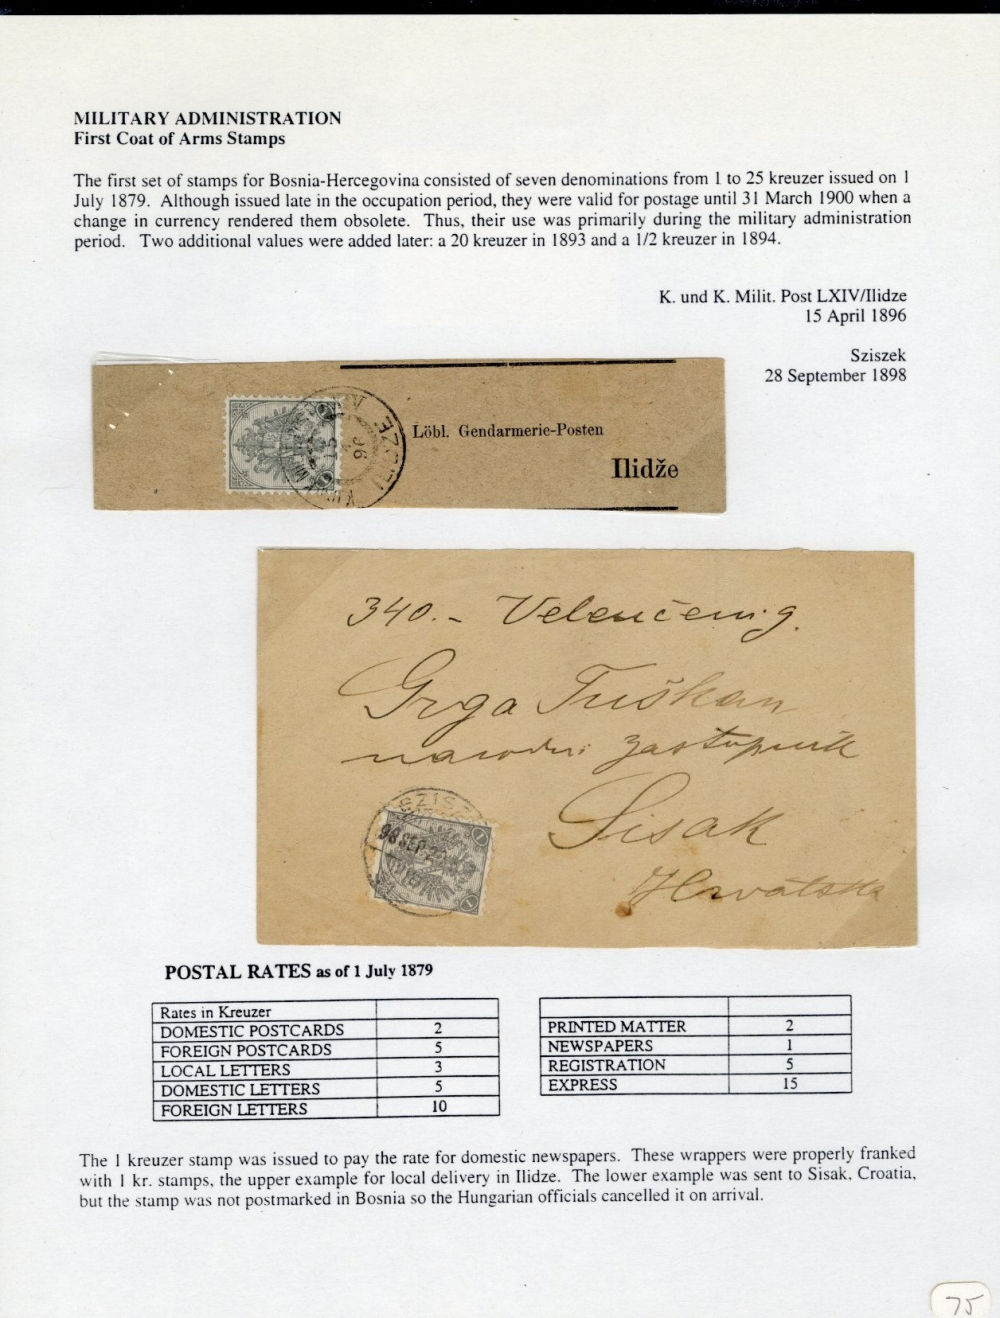 MILITARY ADMINISTRATION
First Coat of Arms Stamps
The first set of stamps for Bosnia-Hercegovina consisted of seven denominations from 1 to 25 kreuzer issued on 1
July 1879. Although issued late in the occupation period, they were valid for postage until 31 March 1900 when a
change in currency rendered them obsolete. Thus, their use was primarily during the military administration
period. Two additional values were added later: a 20 kreuzer in 1893 and a 1/2 kreuzer in 1894.
K. und K. Milit. Post LXIV/Ilidze
15 April 1896
Sziszek
28 September 1898
Löbl. Gendarmerie-Posten
Ilidže
340.-
Grga Tuškan
narodni zastupnik
Sisak
Hrvatska
POSTAL RATES as of 1 July 1879
Rates in Kreuzer
DOMESTIC POSTCARDS 2
FOREIGN POSTCARDS 5
LOCAL LETTERS 3
DOMESTIC LETTERS 5
FOREIGN LETTERS 10
PRINTED MATTER 2
NEWSPAPERS 1
REGISTRATION 5
EXPRESS 15
The 1 kreuzer stamp was issued to pay the rate for domestic newspapers. These wrappers were properly franked
with 1 kr. stamps, the upper example for local delivery in Ilidze. The lower example was sent to Sisak, Croatia,
but the stamp was not postmarked in Bosnia so the Hungarian officials cancelled it on arrival.
75